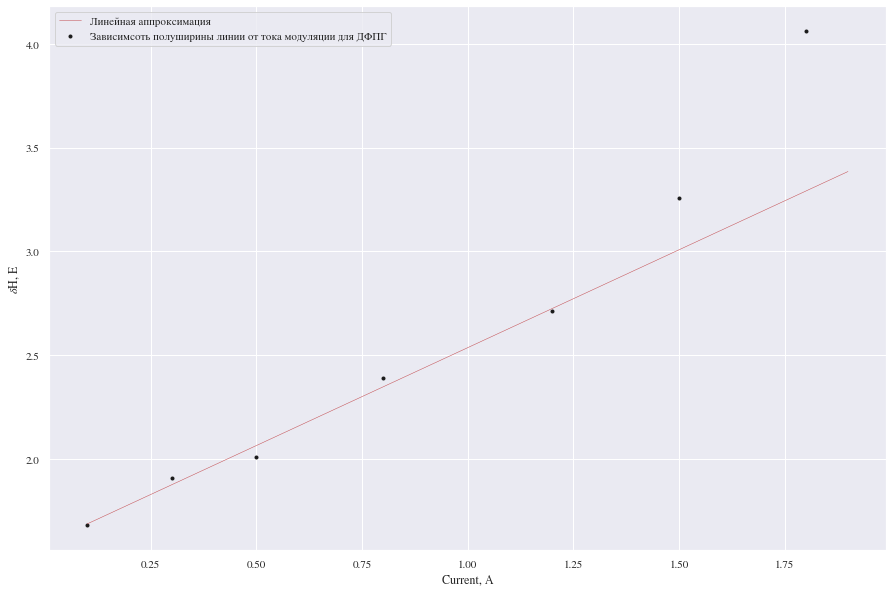 Линейная аппроксимация
Зависимсоть полуширины линии от тока модуляции для ДФПГ
4.0
3.5
3.0
2.5
2.0
δH, E
0.25 0.50 0.75 1.00 1.25 1.50 1.75
Current, A